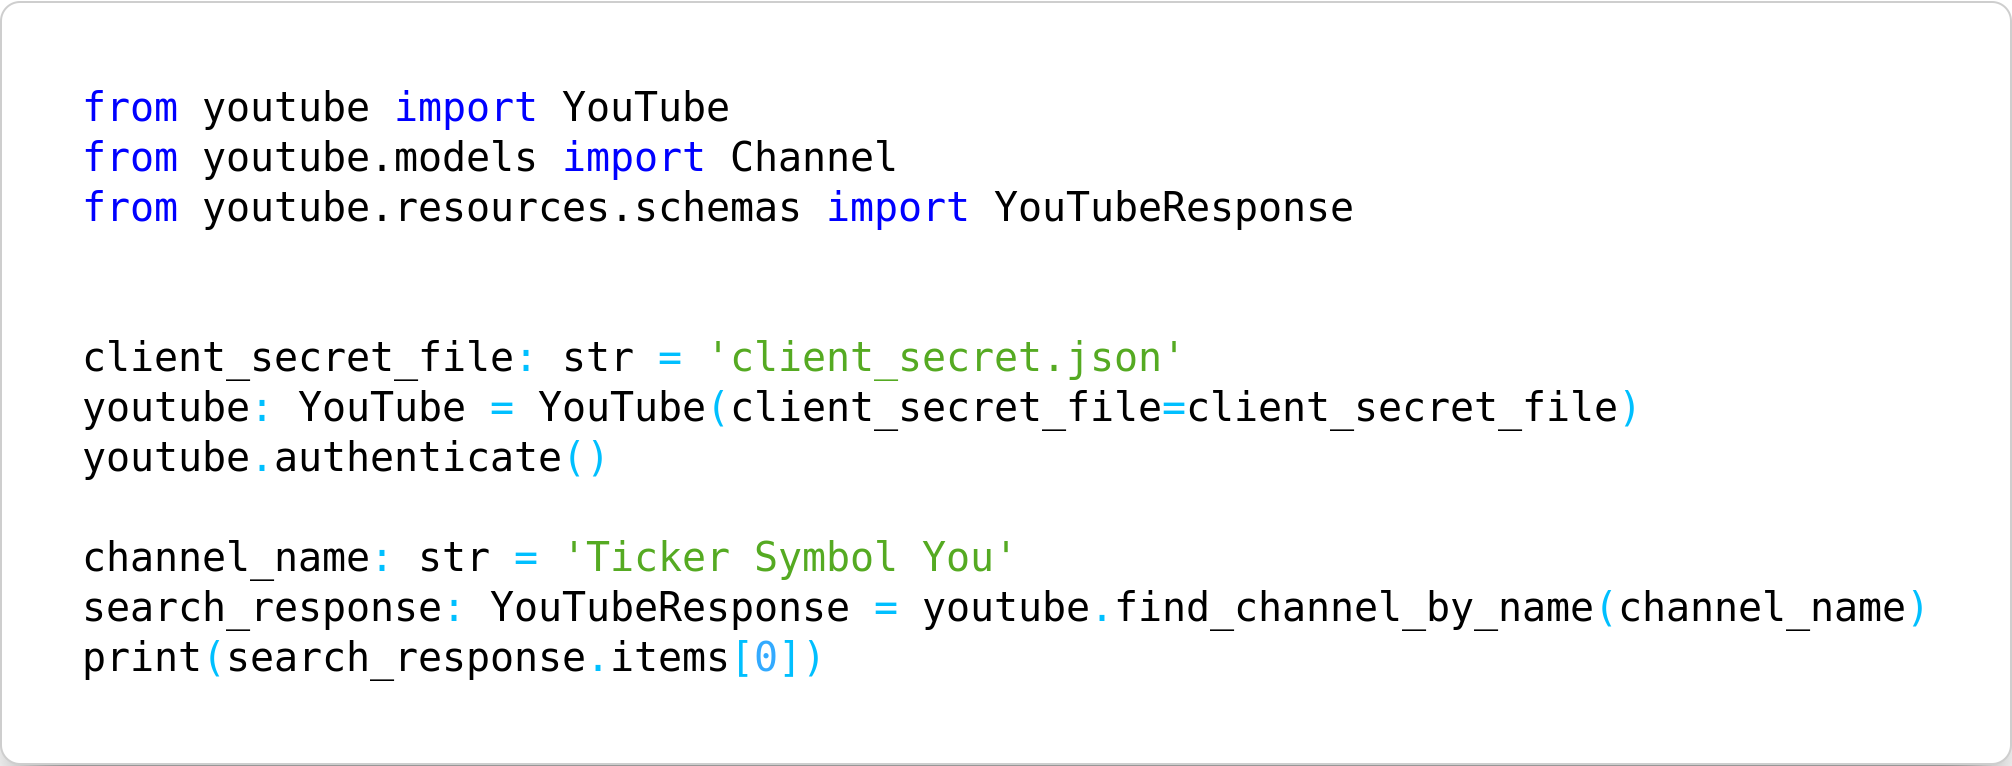 from youtube import YouTube
from youtube.models import Channel
from youtube.resources.schemas import YouTubeResponse
client_secret_file: str = 'client_secret.json'
youtube: YouTube = YouTube(client_secret_file=client_secret_file)
youtube.authenticate()
channel_name: str = 'Ticker Symbol You'
search_response: YouTubeResponse = youtube.find_channel_by_name(channel_name)
print(search_response.items[0])